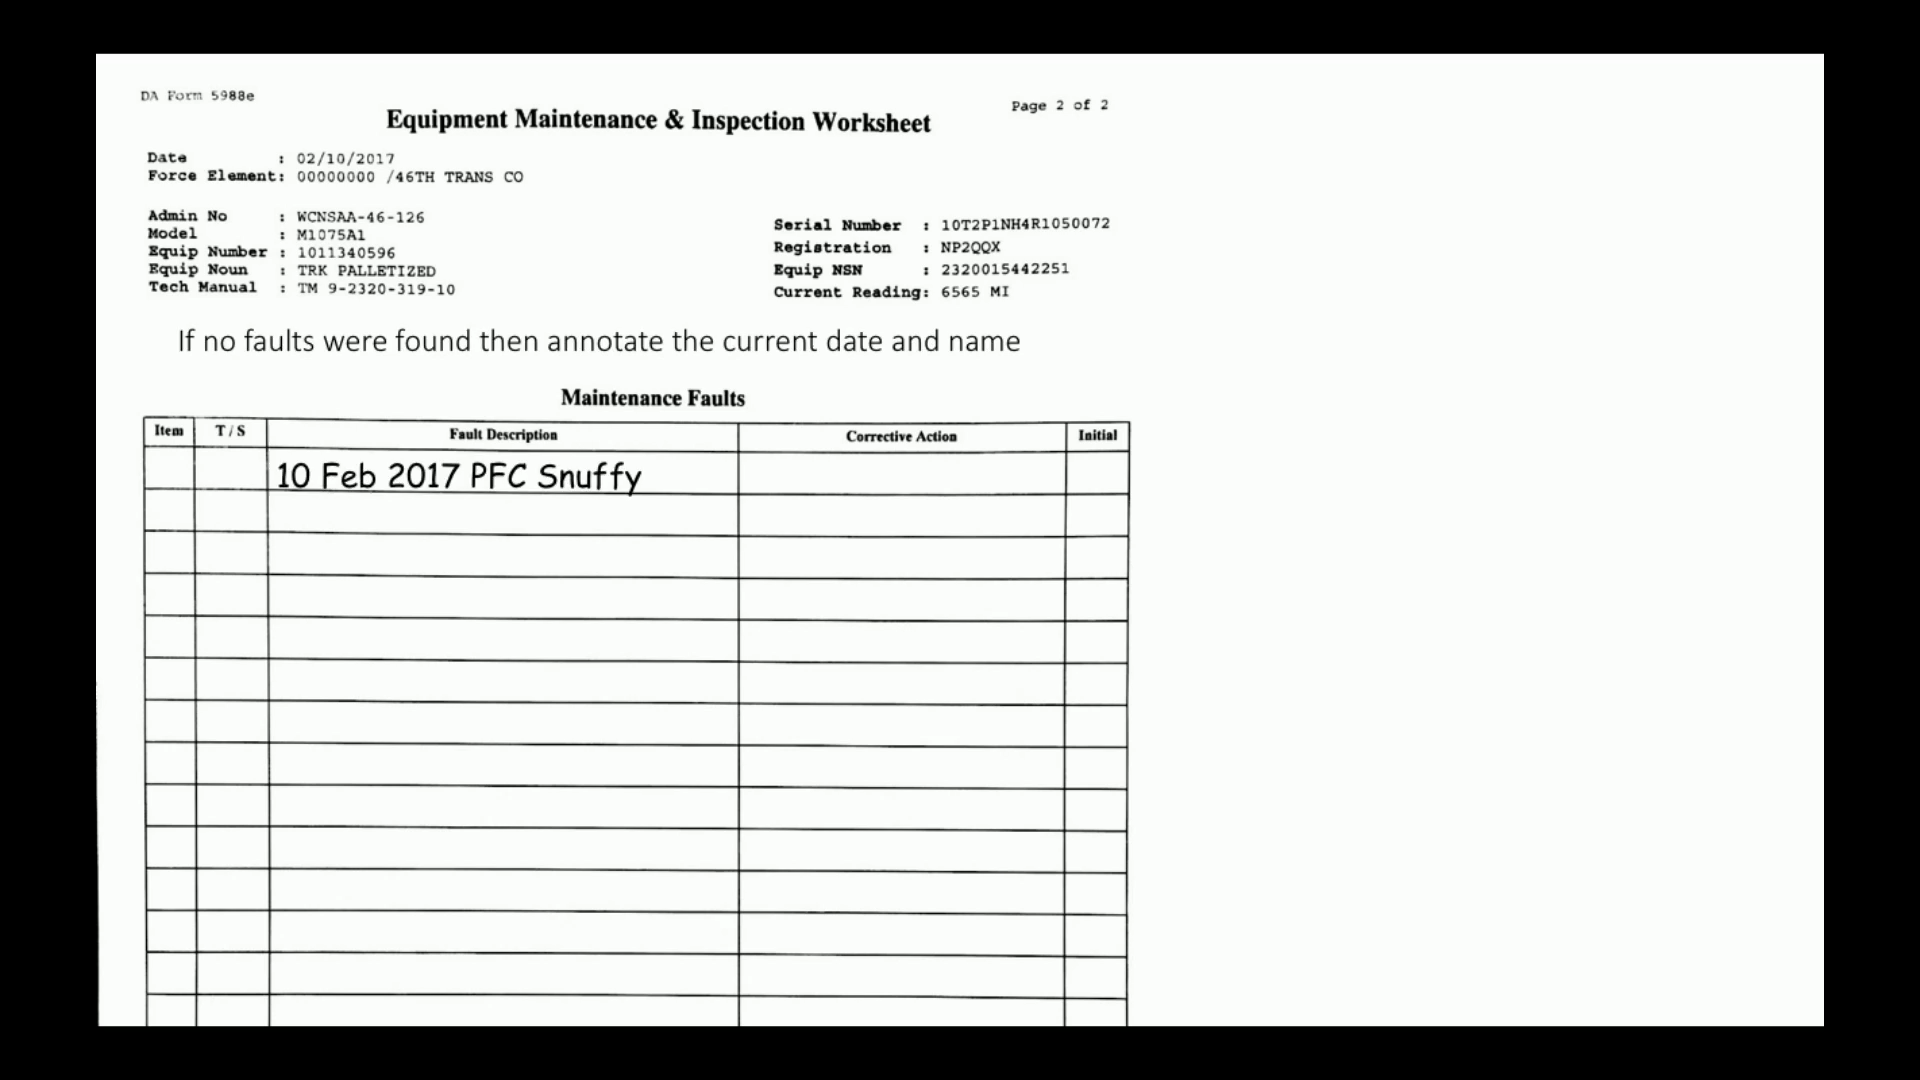 DA Form 5988e
Page 2 of 2
Equipment Maintenance & Inspection Worksheet
Date : 02/10/2017
Force Element: 00000000 /46TH TRANS CO
Admin No : WCNSAA-46-126
Model : M1075A1
Equip Number : 1011340596
Equip Noun : TRK PALLETIZED
Tech Manual : TM 9-2320-319-10
Serial Number : 10T2P1NH4R1050072
Registration : NP2QQX
Equip NSN : 2320015442251
Current Reading: 6565 MI
If no faults were found then annotate the current date and name
Maintenance Faults
Item T / S Fault Description Corrective Action Initial
10 Feb 2017 PFC Snuffy